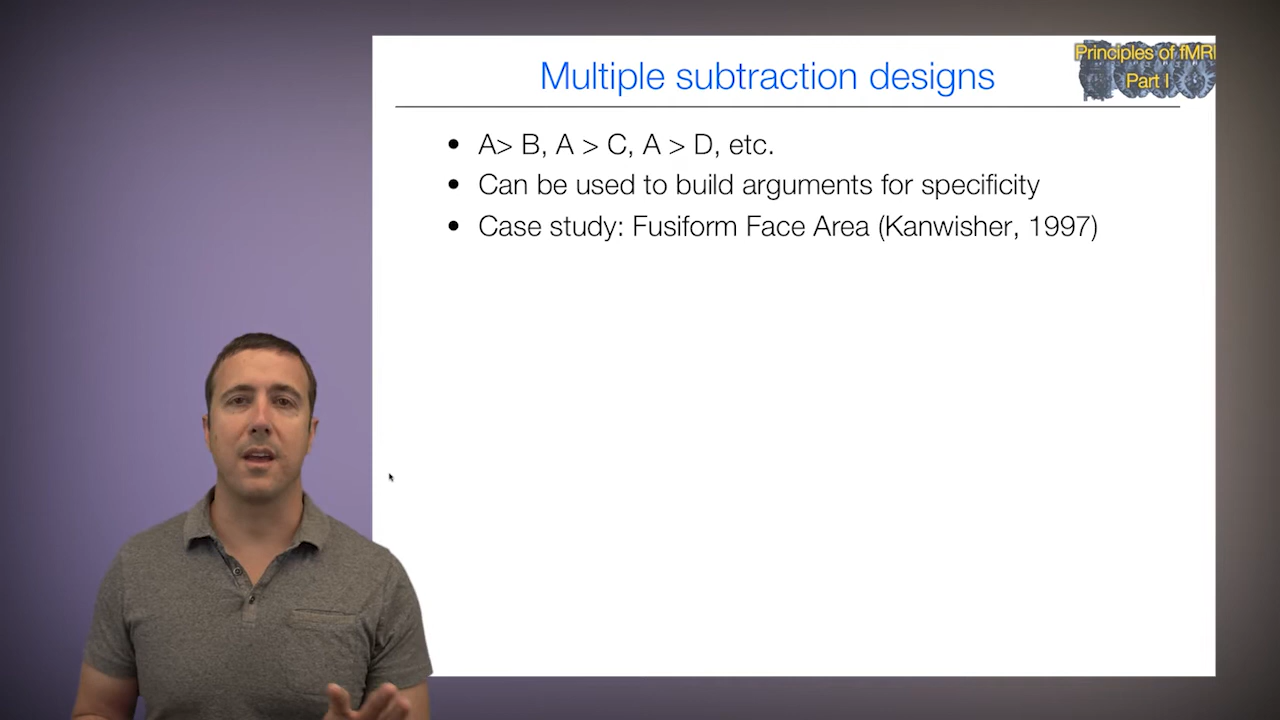 Multiple subtraction designs
Principles of fMRI
Part I
• A> B, A > C, A > D, etc.
• Can be used to build arguments for specificity
• Case study: Fusiform Face Area (Kanwisher, 1997)